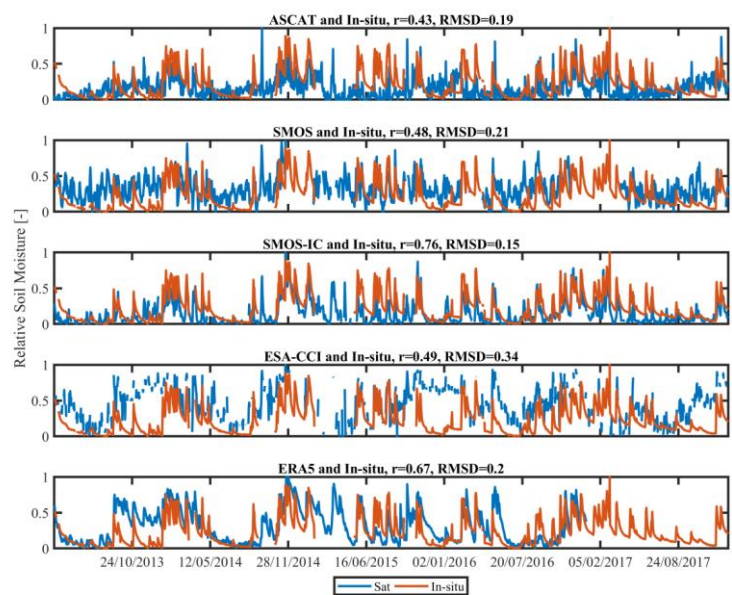 ASCAT and In-situ, r=0.43, RMSD=0.19
1
0.5
0
SMOS and In-situ, r=0.48, RMSD=0.21
1
0.5
0
SMOS-IC and In-situ, r=0.76, RMSD=0.15
1
0.5
0
Relative Soil Moisture [-]
ESA-CCI and In-situ, r=0.49, RMSD=0.34
1
0.5
0
ERA5 and In-situ, r=0.67, RMSD=0.2
1
0.5
0
24/10/2013 12/05/2014 28/11/2014 16/06/2015 02/01/2016 20/07/2016 05/02/2017 24/08/2017
Sat In-situ